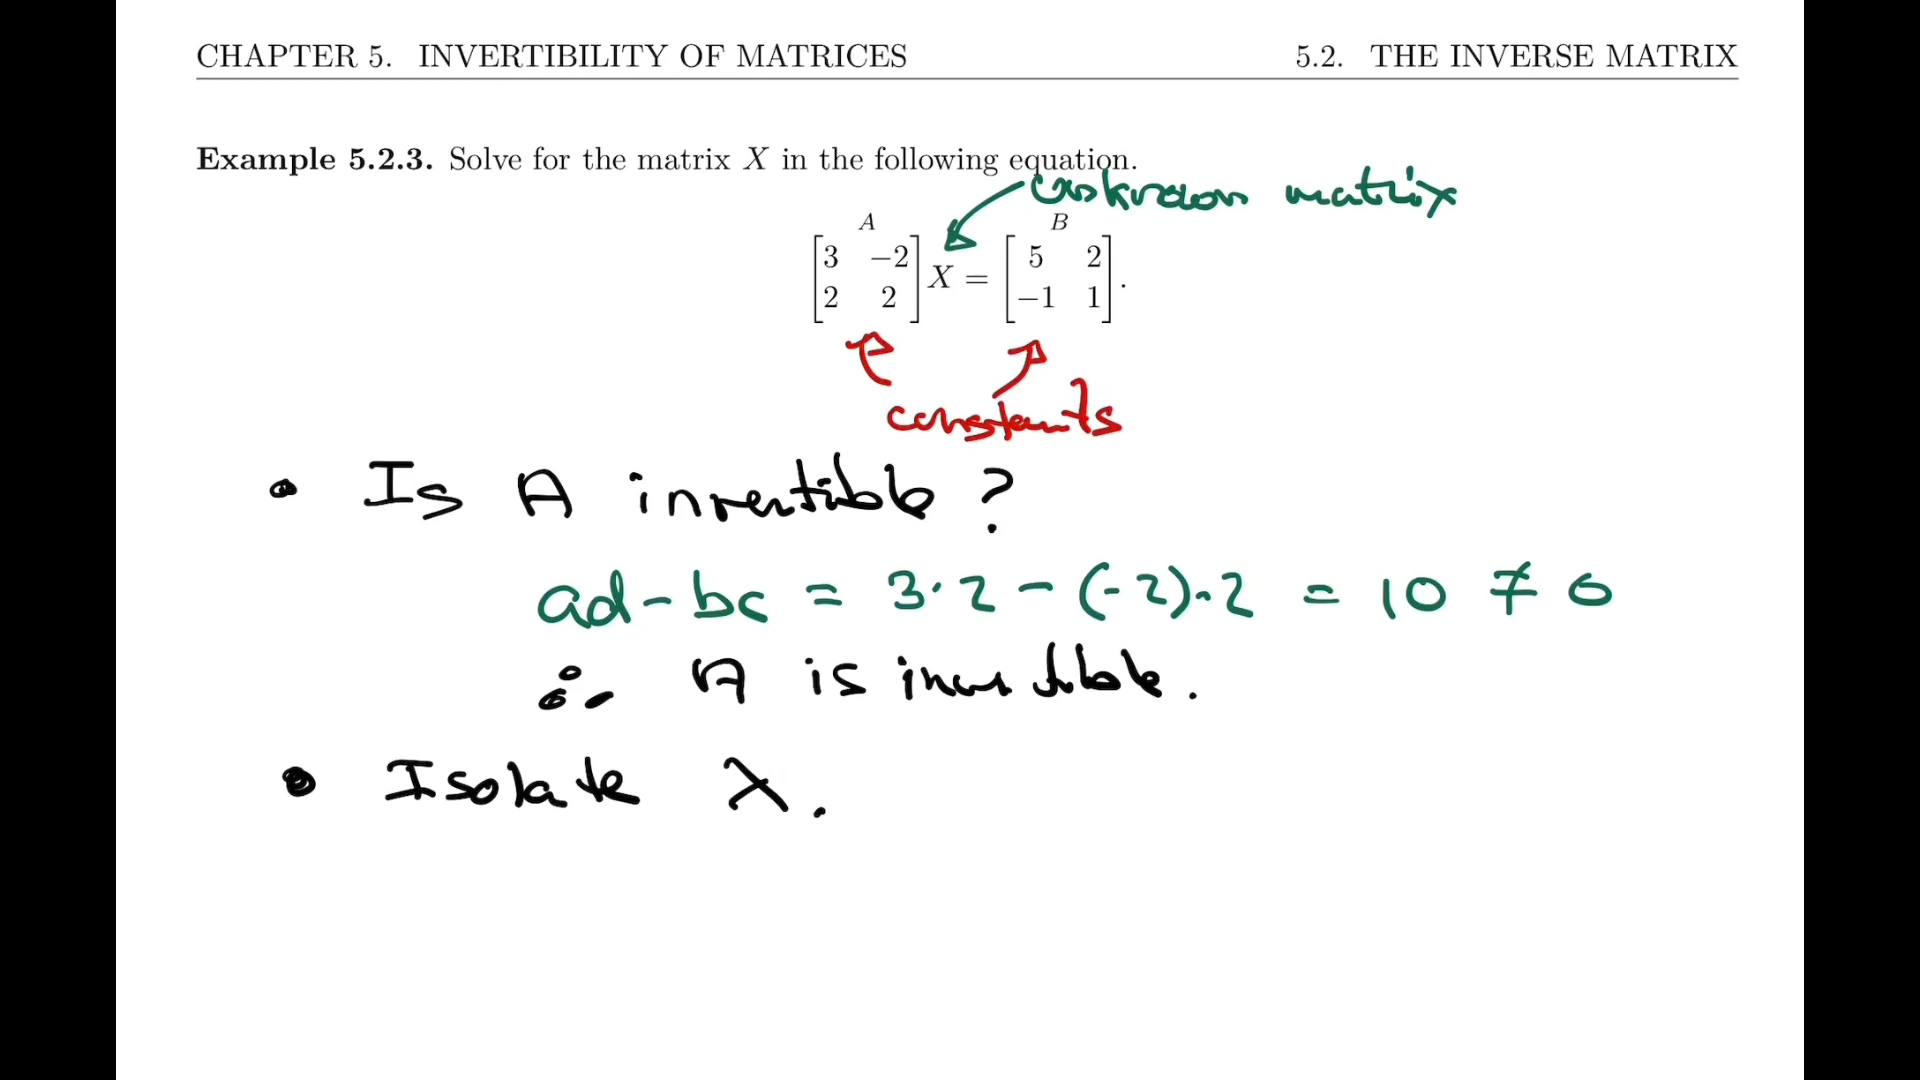 CHAPTER 5. INVERTIBILITY OF MATRICES 5.2. THE INVERSE MATRIX
Example 5.2.3. Solve for the matrix X in the following equation.
unknown matrix
A B
[3 −2] [5 2]
X = .
[2 2] [−1 1]
constants
• Is A invertible ?
ad - bc = 3·2 - (-2)·2 = 10 ≠ 0
∴ A is invertible.
• Isolate X.